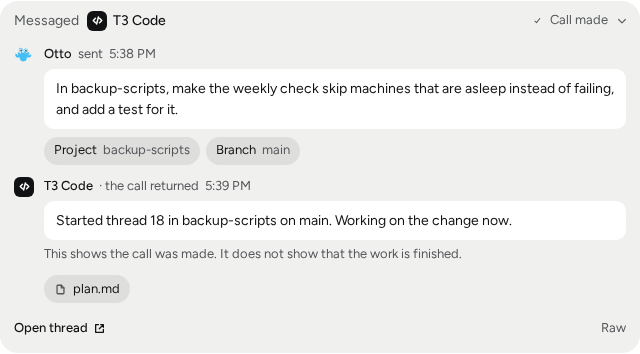 Messaged T3 Code Call made
Otto sent 5:38 PM
In backup-scripts, make the weekly check skip machines that are asleep instead of failing,
and add a test for it.
Project backup-scripts Branch main
T3 Code · the call returned 5:39 PM
Started thread 18 in backup-scripts on main. Working on the change now.
This shows the call was made. It does not show that the work is finished.
plan.md
Open thread Raw